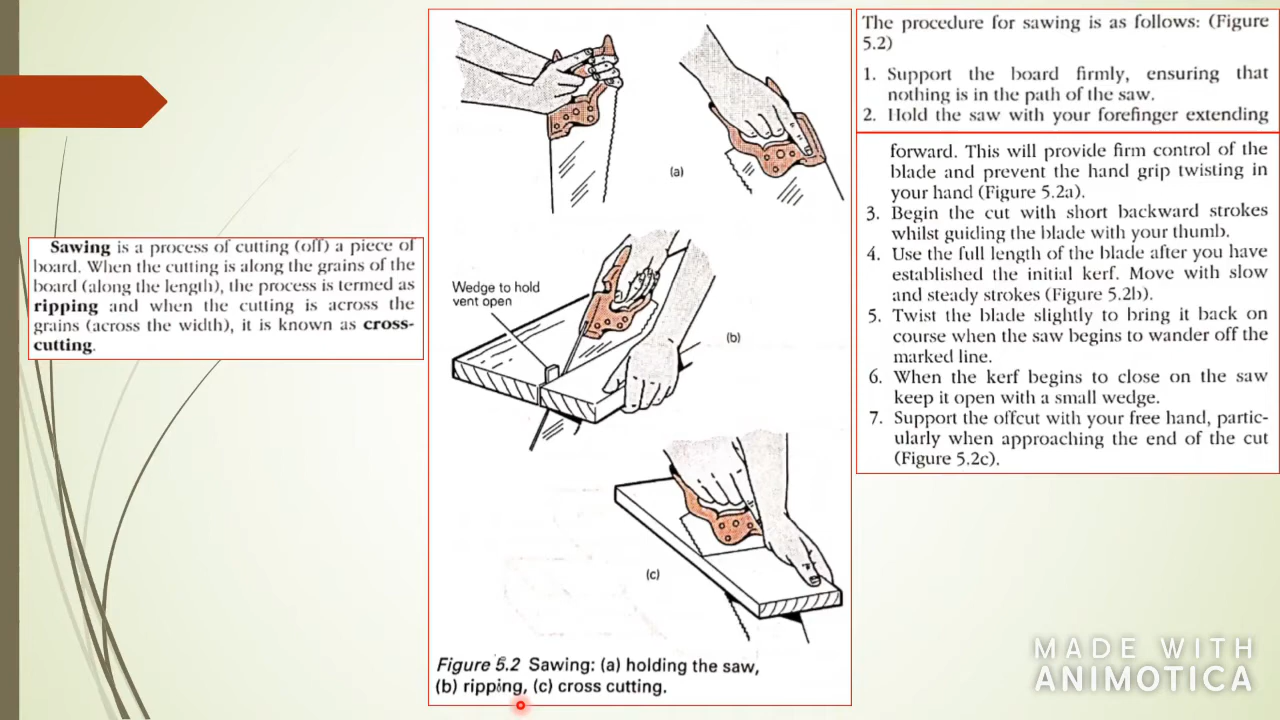 Sawing is a process of cutting (off) a piece of
board. When the cutting is along the grains of the
board (along the length), the process is termed as
ripping and when the cutting is across the
grains (across the width), it is known as cross-
cutting.
(a)
Wedge to hold
vent open
(b)
(c)
Figure 5.2 Sawing: (a) holding the saw,
(b) ripping, (c) cross cutting.
The procedure for sawing is as follows: (Figure
5.2)
1. Support the board firmly, ensuring that
nothing is in the path of the saw.
2. Hold the saw with your forefinger extending
forward. This will provide firm control of the
blade and prevent the hand grip twisting in
your hand (Figure 5.2a).
3. Begin the cut with short backward strokes
whilst guiding the blade with your thumb.
4. Use the full length of the blade after you have
established the initial kerf. Move with slow
and steady strokes (Figure 5.2b).
5. Twist the blade slightly to bring it back on
course when the saw begins to wander off the
marked line.
6. When the kerf begins to close on the saw
keep it open with a small wedge.
7. Support the offcut with your free hand, partic-
ularly when approaching the end of the cut
(Figure 5.2c).
MADE WITH
ANIMOTICA